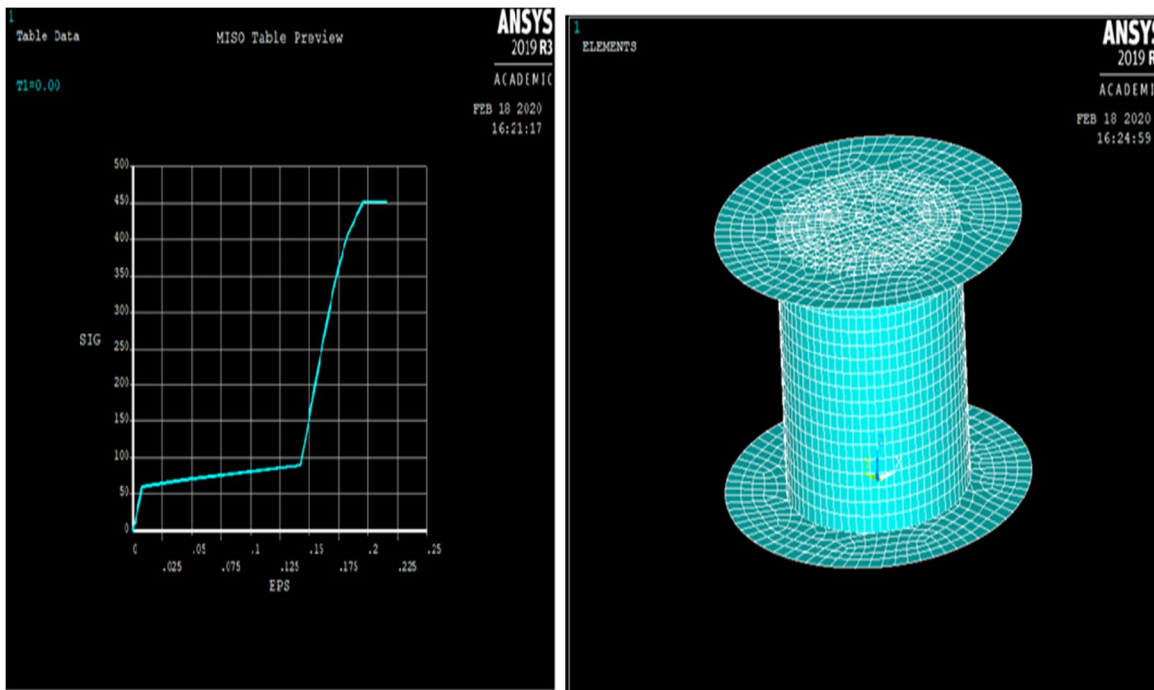 1
Table Data
MISO Table Preview
ANSYS
2019 R3
ACADEMIC
T1=0.00
FEB 18 2020
16:21:17
500
450
400
350
300
250
200
150
100
50
0
SIG
0
.05
.1
.15
.2
.25
.025
.075
.125
.175
.225
EPS
1
ELEMENTS
ANSYS
2019 R
ACADEMI
FEB 18 2020
16:24:59
X